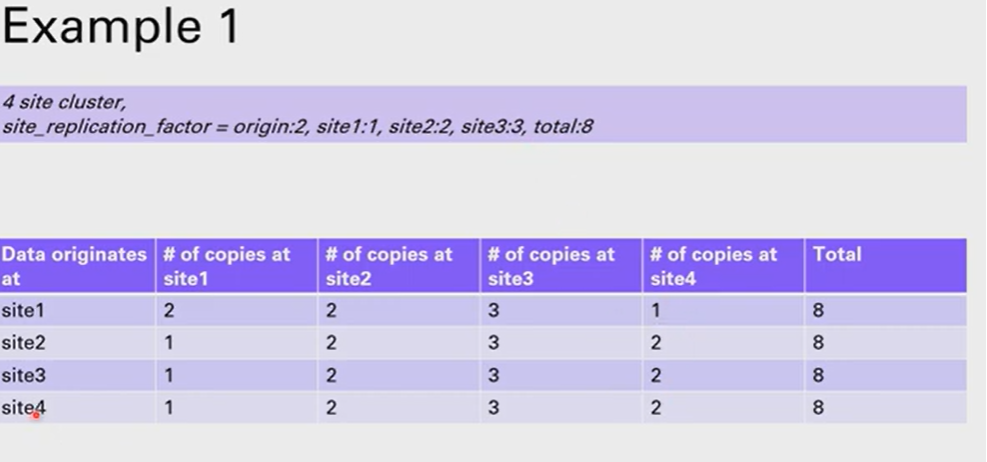 Example 1
4 site cluster,
site_replication_factor = origin:2, site1:1, site2:2, site3:3, total:8
Data originates at # of copies at site1 # of copies at site2 # of copies at site3 # of copies at site4 Total
site1 2 2 3 1 8
site2 1 2 3 2 8
site3 1 2 3 2 8
site4 1 2 3 2 8